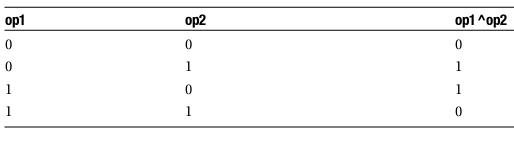 op1 op2 op1 ^op2
0 0 0
0 1 1
1 0 1
1 1 0